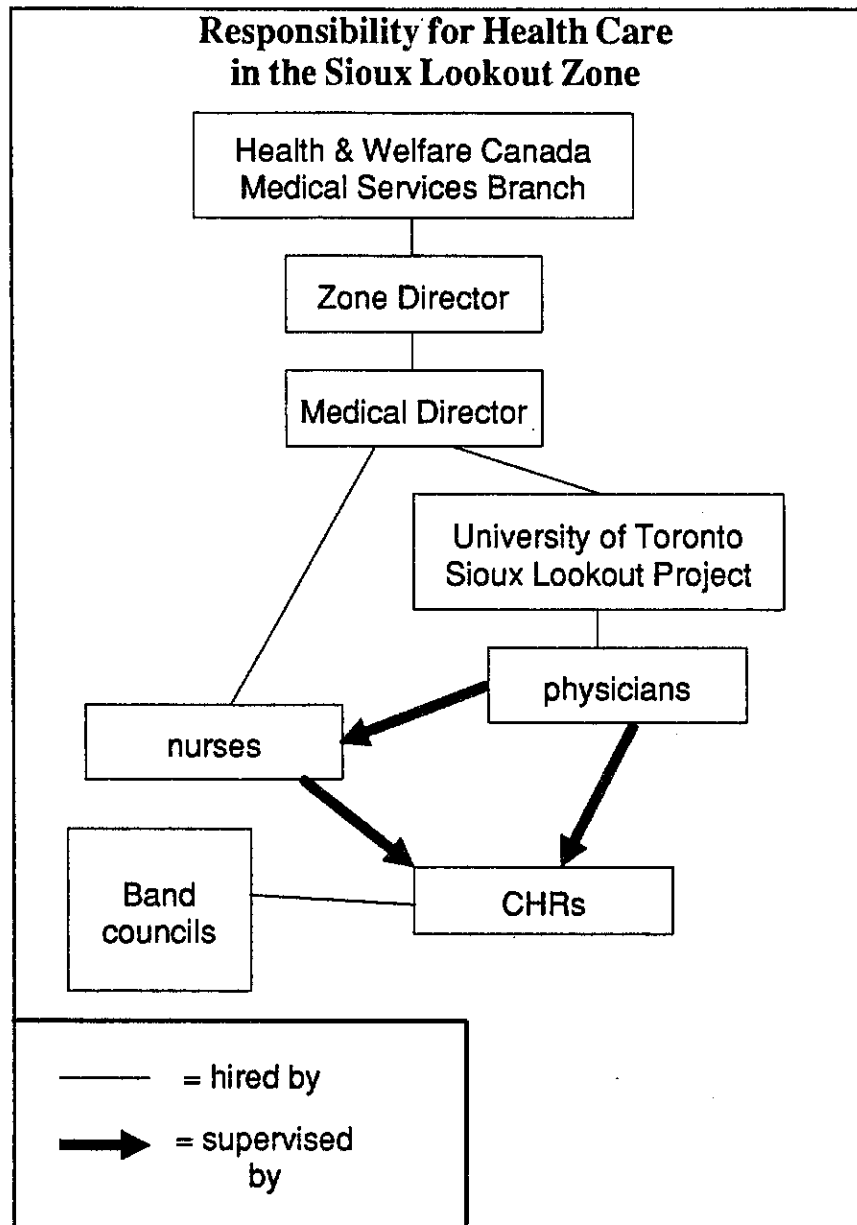 Responsibility for Health Care
in the Sioux Lookout Zone
Health & Welfare Canada
Medical Services Branch
Zone Director
Medical Director
University of Toronto
Sioux Lookout Project
physicians
nurses
CHRs
Band
councils
= hired by
= supervised
by